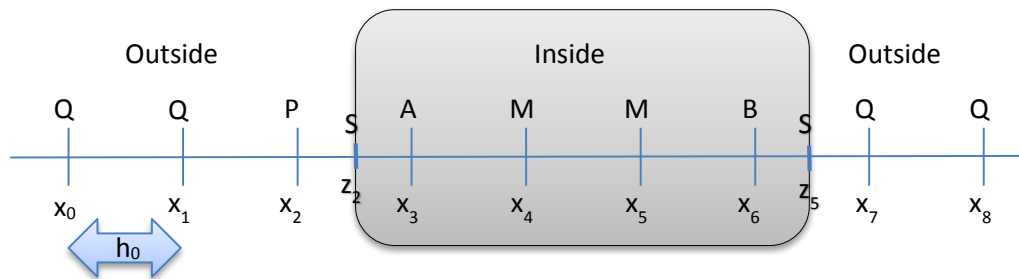 Outside Inside Outside
Q Q P S A M M B S Q Q
x0 x1 x2 z2 x3 x4 x5 x6 z5 x7 x8
h0